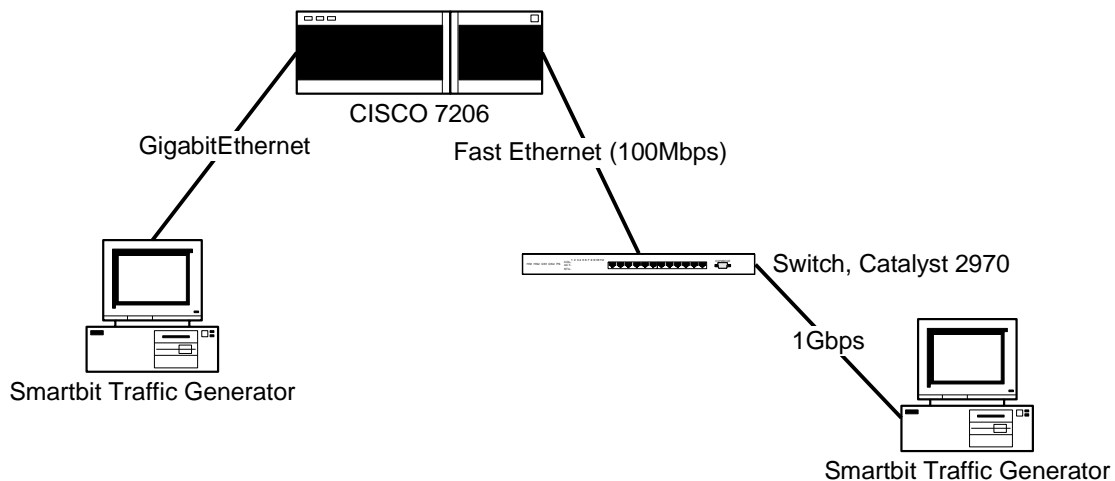 CISCO 7206
GigabitEthernet
Fast Ethernet (100Mbps)
Switch, Catalyst 2970
1Gbps
Smartbit Traffic Generator
Smartbit Traffic Generator